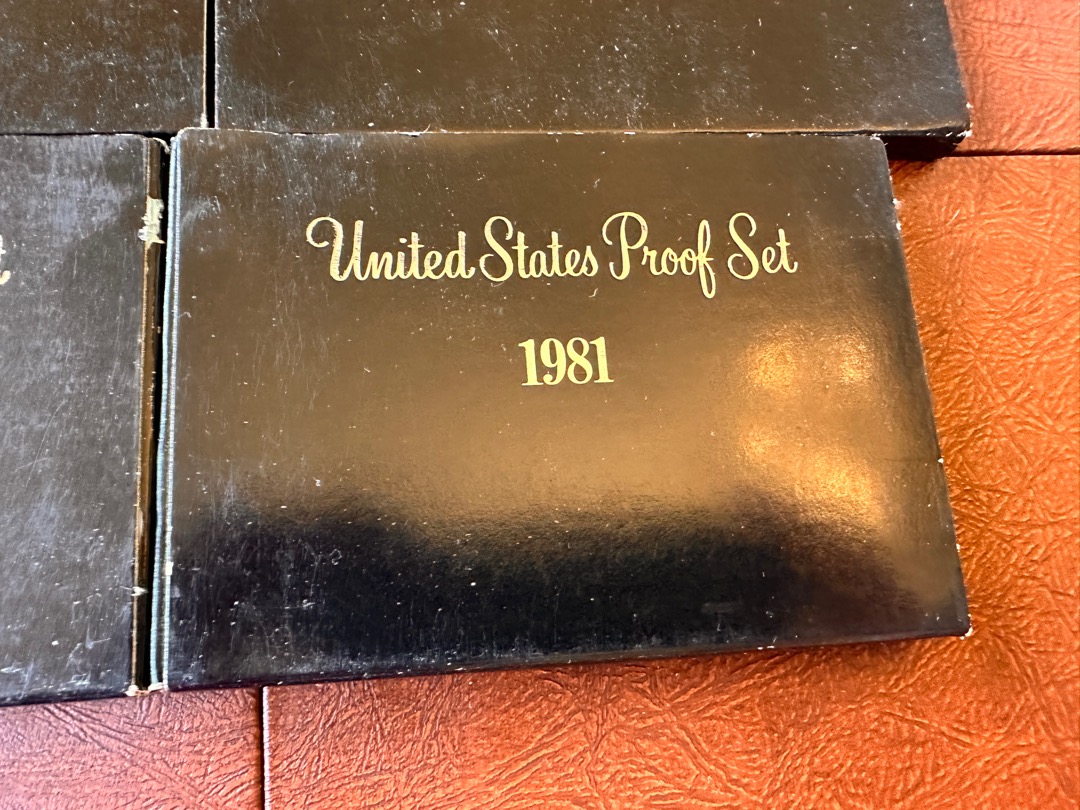 United States Proof Set
1981